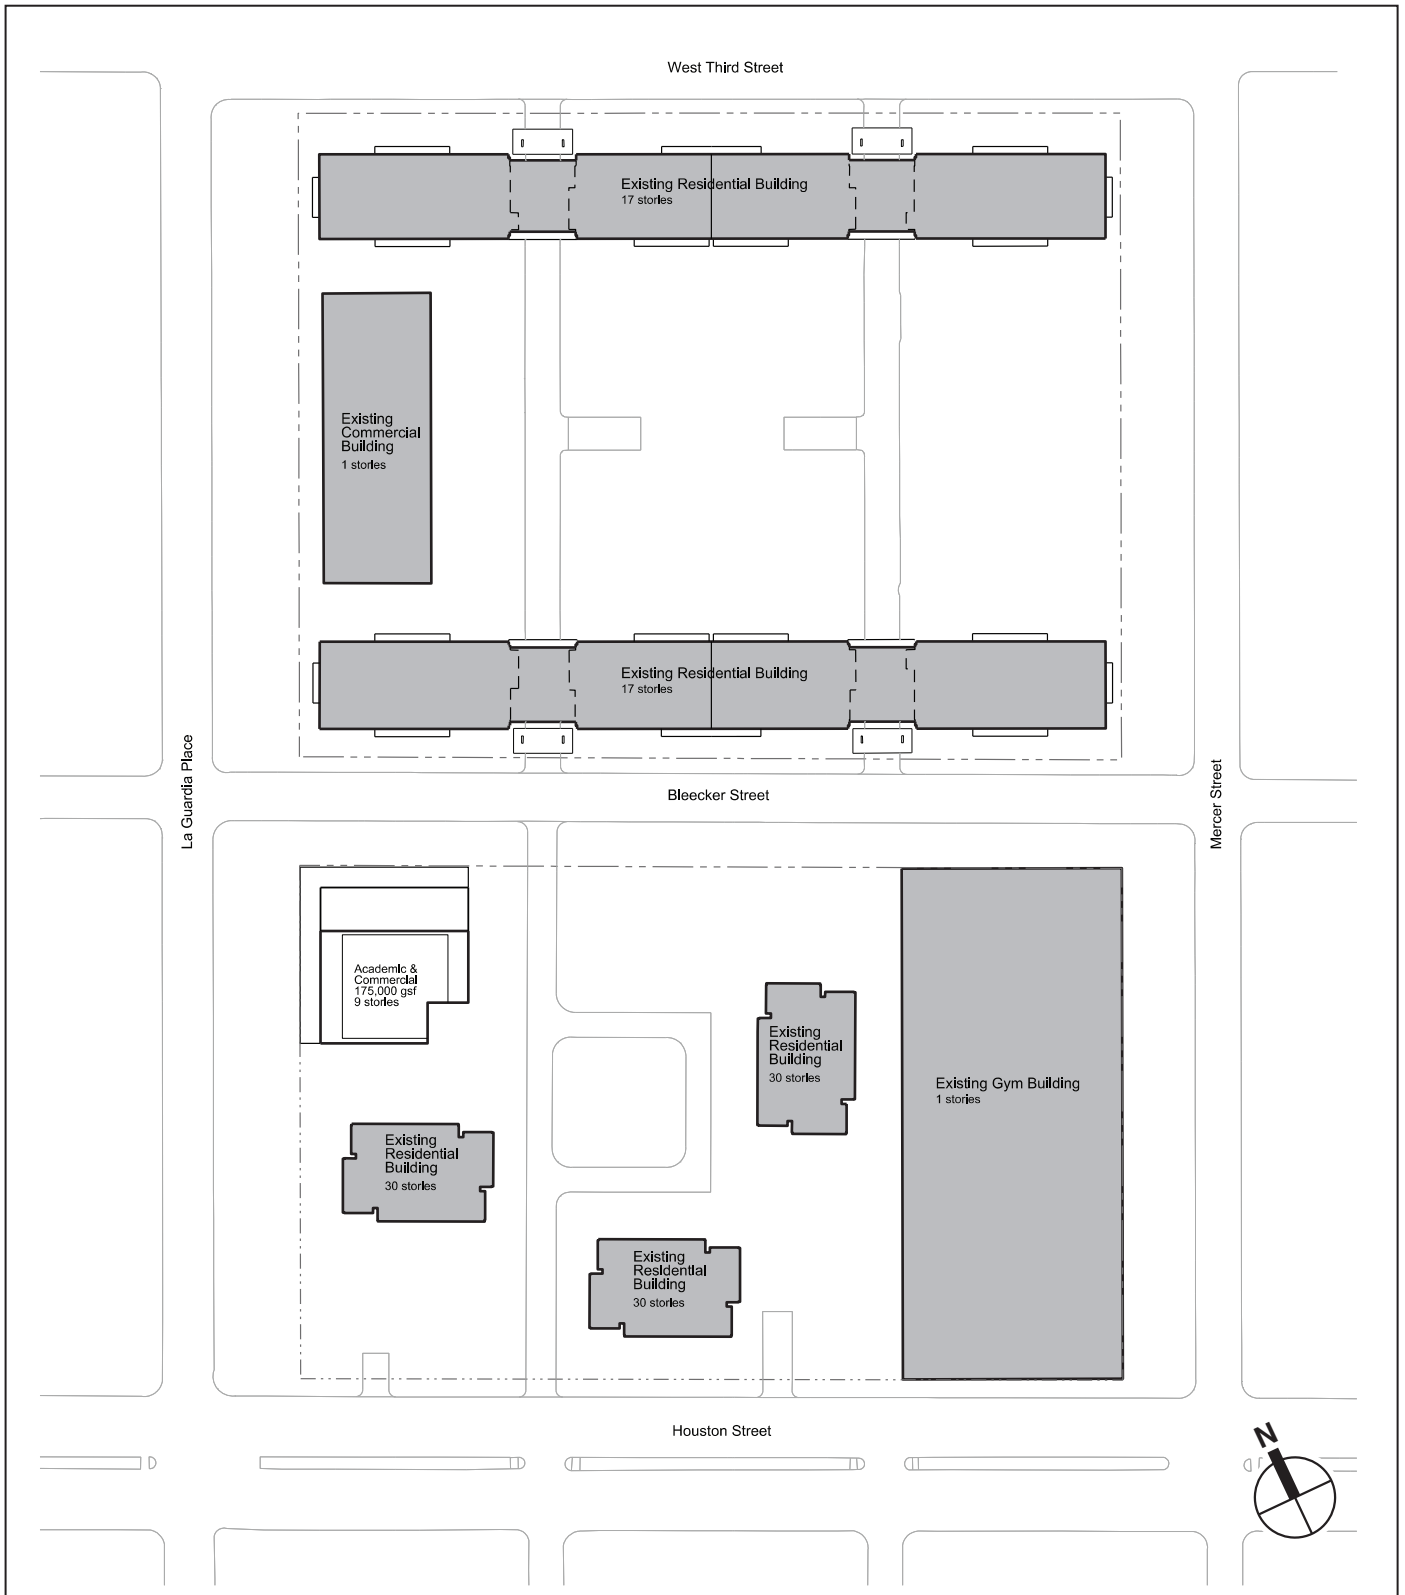 West Third Street
Existing Residential Building
17 stories
Existing
Commercial
Building
1 stories
Existing Residential Building
17 stories
La Guardia Place
Bleecker Street
Mercer Street
Academic &
Commercial
175,000 gsf
9 stories
Existing
Residential
Building
30 stories
Existing Gym Building
1 stories
Existing
Residential
Building
30 stories
Existing
Residential
Building
30 stories
Houston Street
N